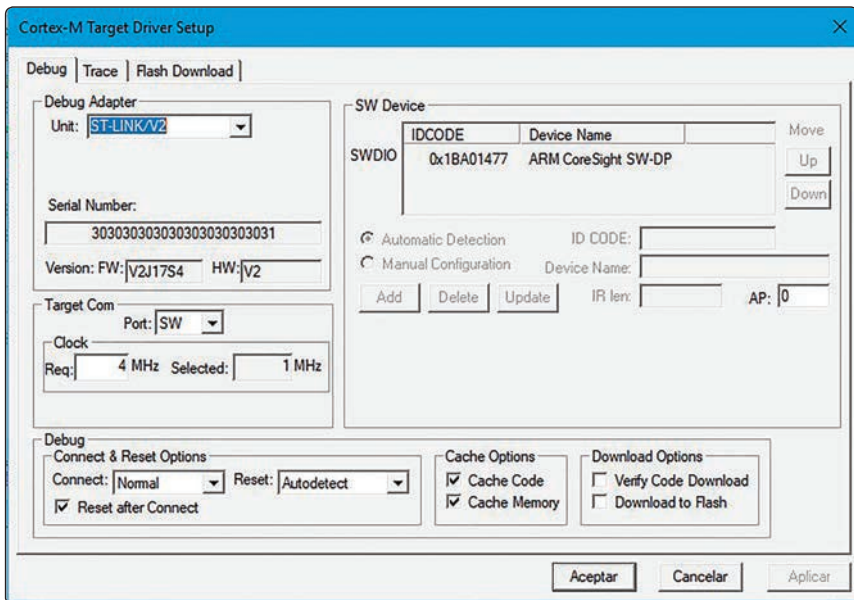 Cortex-M Target Driver Setup
Debug
Trace
Flash Download
Debug Adapter
Unit: ST-LINK/V2
Serial Number:
303030303030303030303031
Version: FW: V2J17S4 HW: V2
Target Com
Port: SW
Clock
Req: 4 MHz Selected: 1 MHz
SW Device
IDCODE Device Name Move
SWDIO 0x1BA01477 ARM CoreSight SW-DP Up
Down
Automatic Detection ID CODE:
Manual Configuration Device Name:
Add Delete Update IR len: AP: 0
Debug
Connect & Reset Options
Connect: Normal Reset: Autodetect
Reset after Connect
Cache Options
Cache Code
Cache Memory
Download Options
Verify Code Download
Download to Flash
Aceptar Cancelar Aplicar